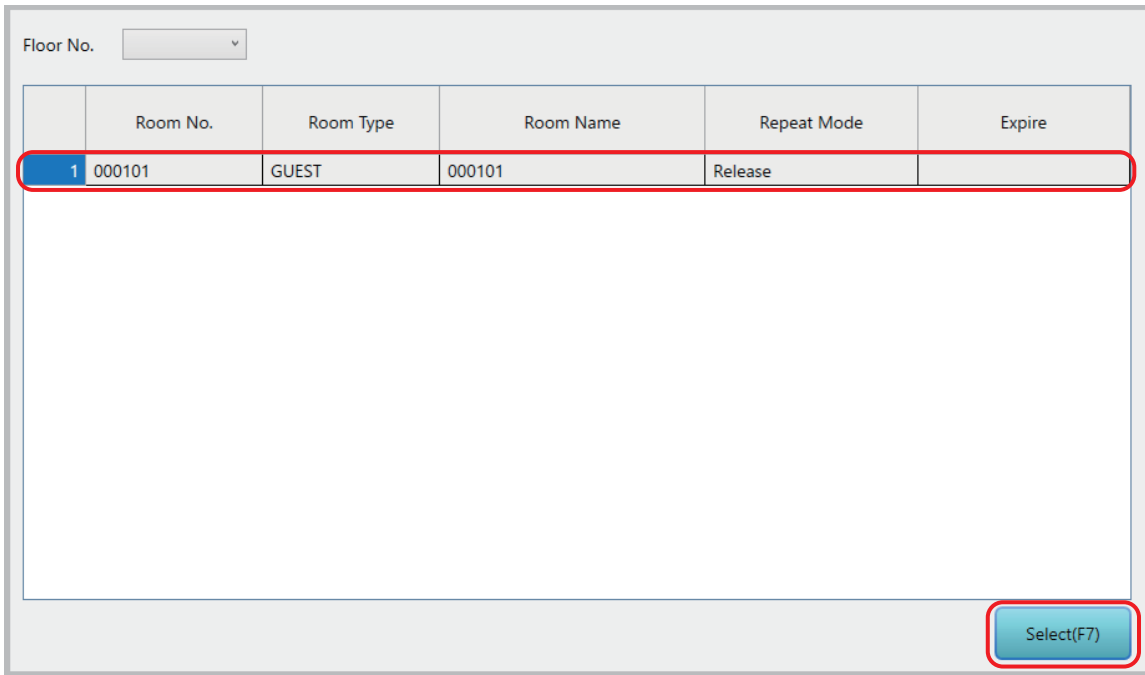 Floor No.
Room No. Room Type Room Name Repeat Mode Expire
1 000101 GUEST 000101 Release
Select(F7)